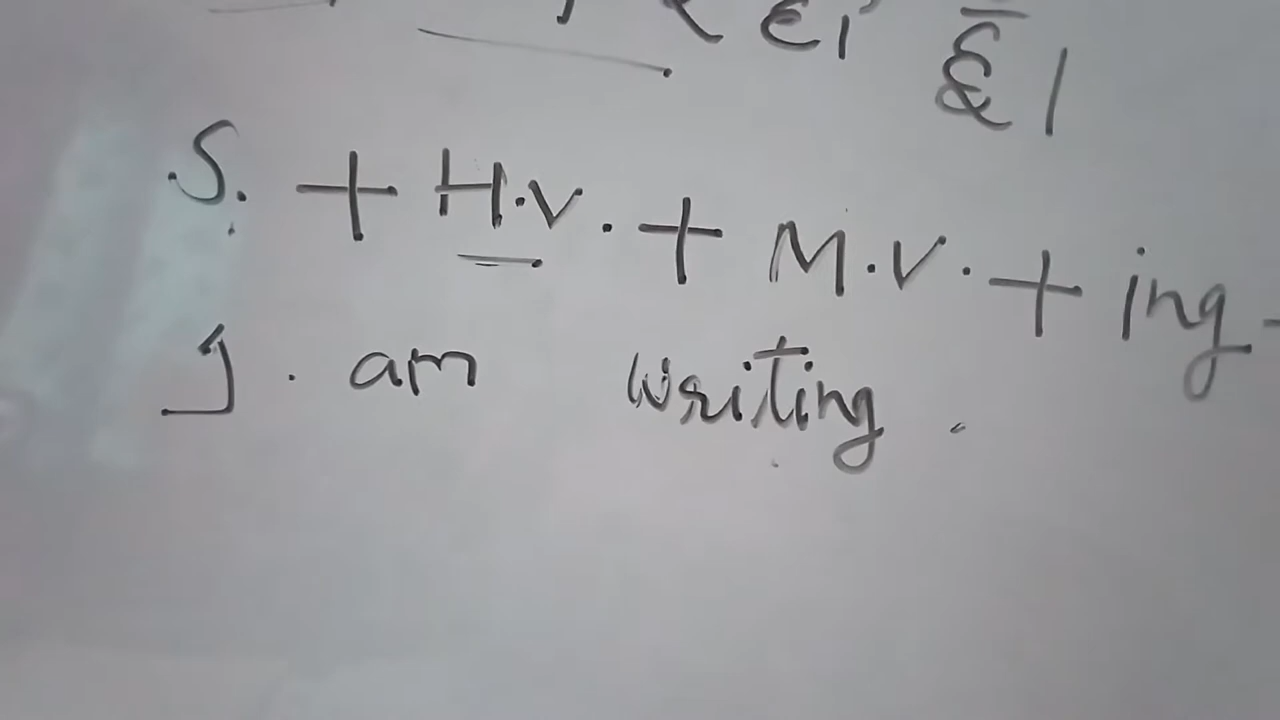 S. + H.V. + M.V. + ing
I am writing.